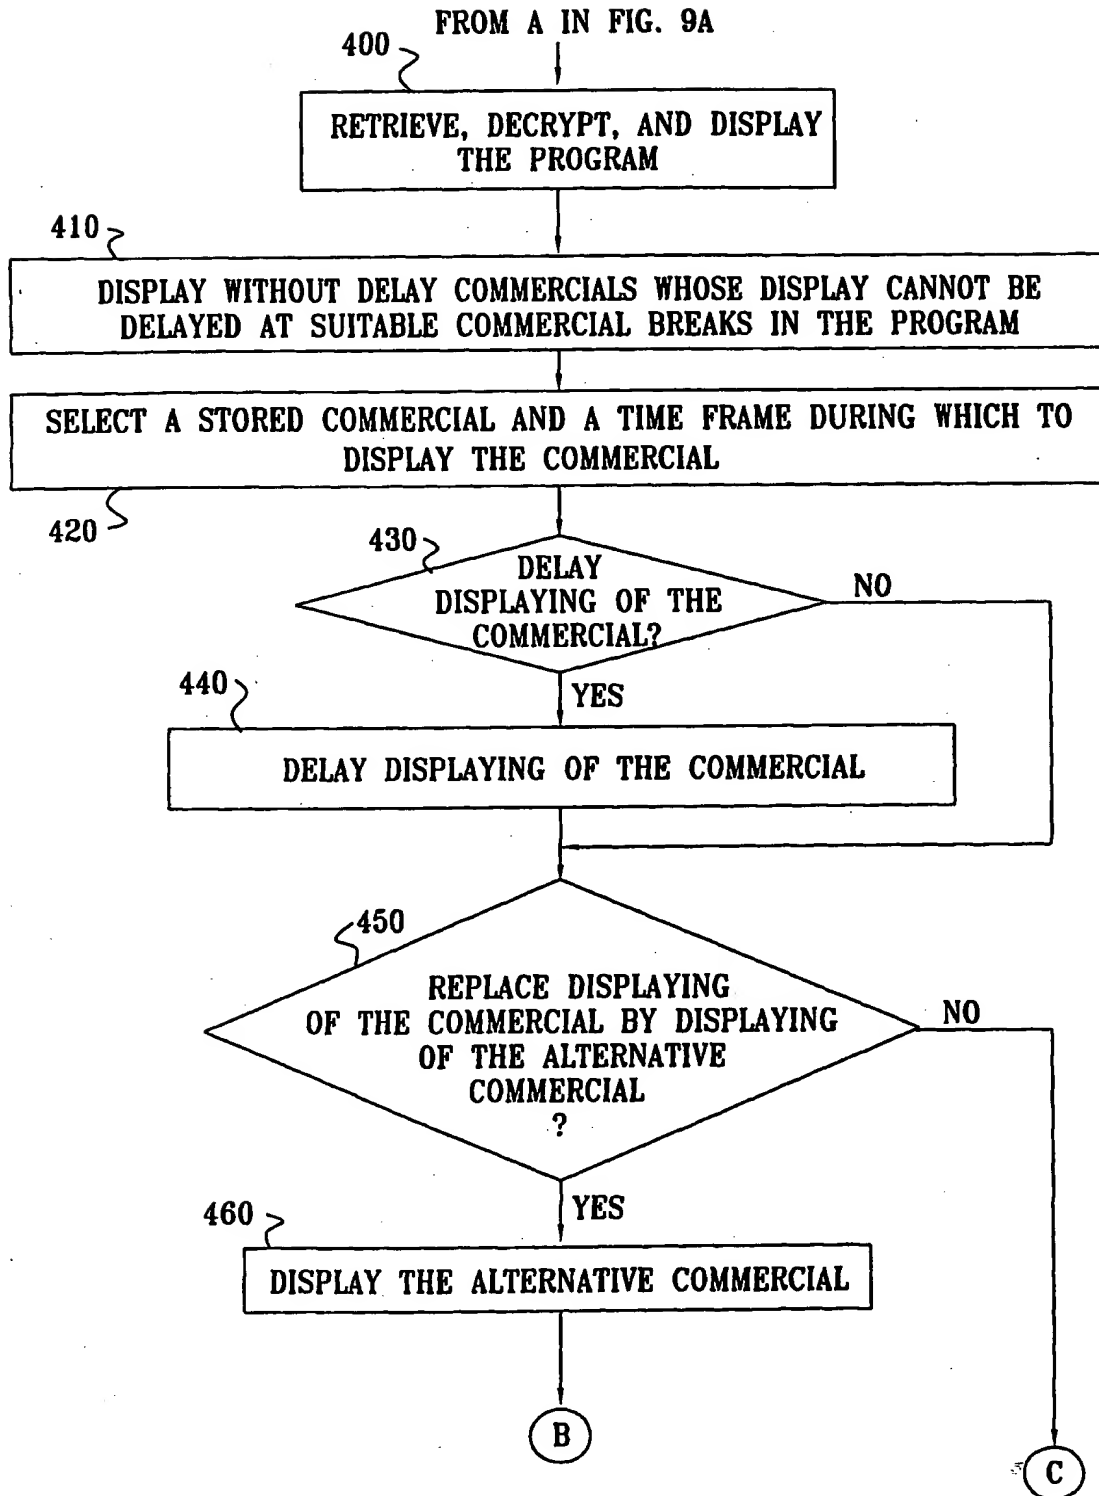 FROM A IN FIG. 9A
400
RETRIEVE, DECRYPT, AND DISPLAY
THE PROGRAM
410
DISPLAY WITHOUT DELAY COMMERCIALS WHOSE DISPLAY CANNOT BE
DELAYED AT SUITABLE COMMERCIAL BREAKS IN THE PROGRAM
SELECT A STORED COMMERCIAL AND A TIME FRAME DURING WHICH TO
DISPLAY THE COMMERCIAL
420
430
DELAY
DISPLAYING OF THE
COMMERCIAL?
NO
YES
440
DELAY DISPLAYING OF THE COMMERCIAL
450
REPLACE DISPLAYING
OF THE COMMERCIAL BY DISPLAYING
OF THE ALTERNATIVE
COMMERCIAL
?
NO
YES
460
DISPLAY THE ALTERNATIVE COMMERCIAL
B
C